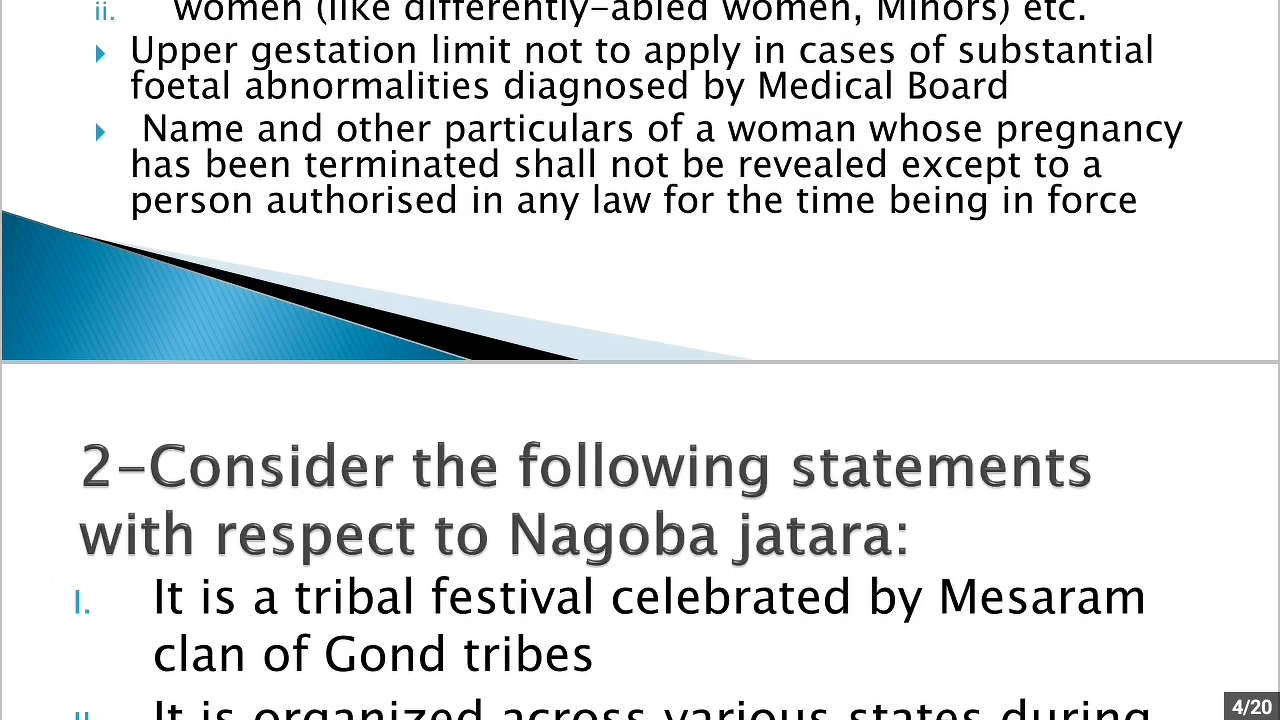 ii. women (like differently-abled women, Minors) etc.
Upper gestation limit not to apply in cases of substantial
foetal abnormalities diagnosed by Medical Board
Name and other particulars of a woman whose pregnancy
has been terminated shall not be revealed except to a
person authorised in any law for the time being in force
2-Consider the following statements
with respect to Nagoba jatara:
I. It is a tribal festival celebrated by Mesaram
clan of Gond tribes
II. It is organized across various states during
4/20